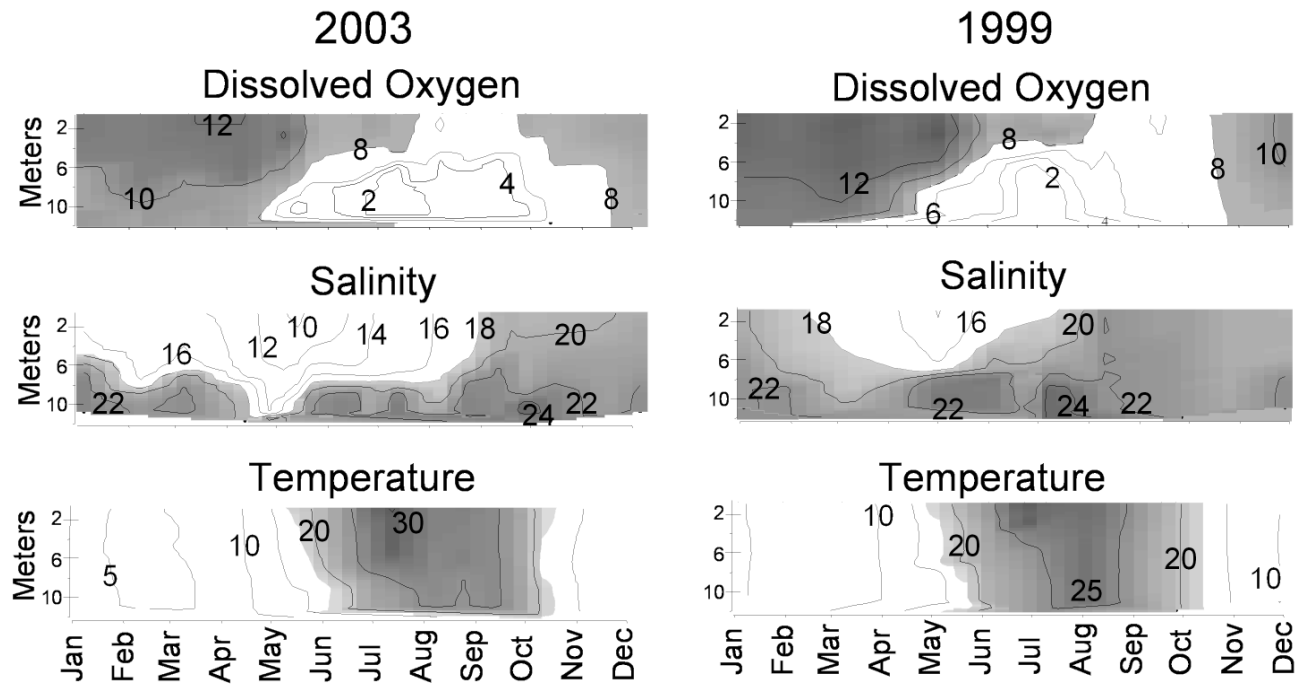 2003 1999
Dissolved Oxygen Dissolved Oxygen
Meters 2 6 10 12 10 8 2 4 8 2 6 10 12 6 8 2 4 8 10
Salinity Salinity
Meters 2 6 10 22 16 12 10 14 16 18 20 24 22 2 6 10 22 18 22 16 20 24 22
Temperature Temperature
Meters 2 6 10 5 10 20 30 2 6 10 10 20 25 20 10
Jan Feb Mar Apr May Jun Jul Aug Sep Oct Nov Dec Jan Feb Mar Apr May Jun Jul Aug Sep Oct Nov Dec